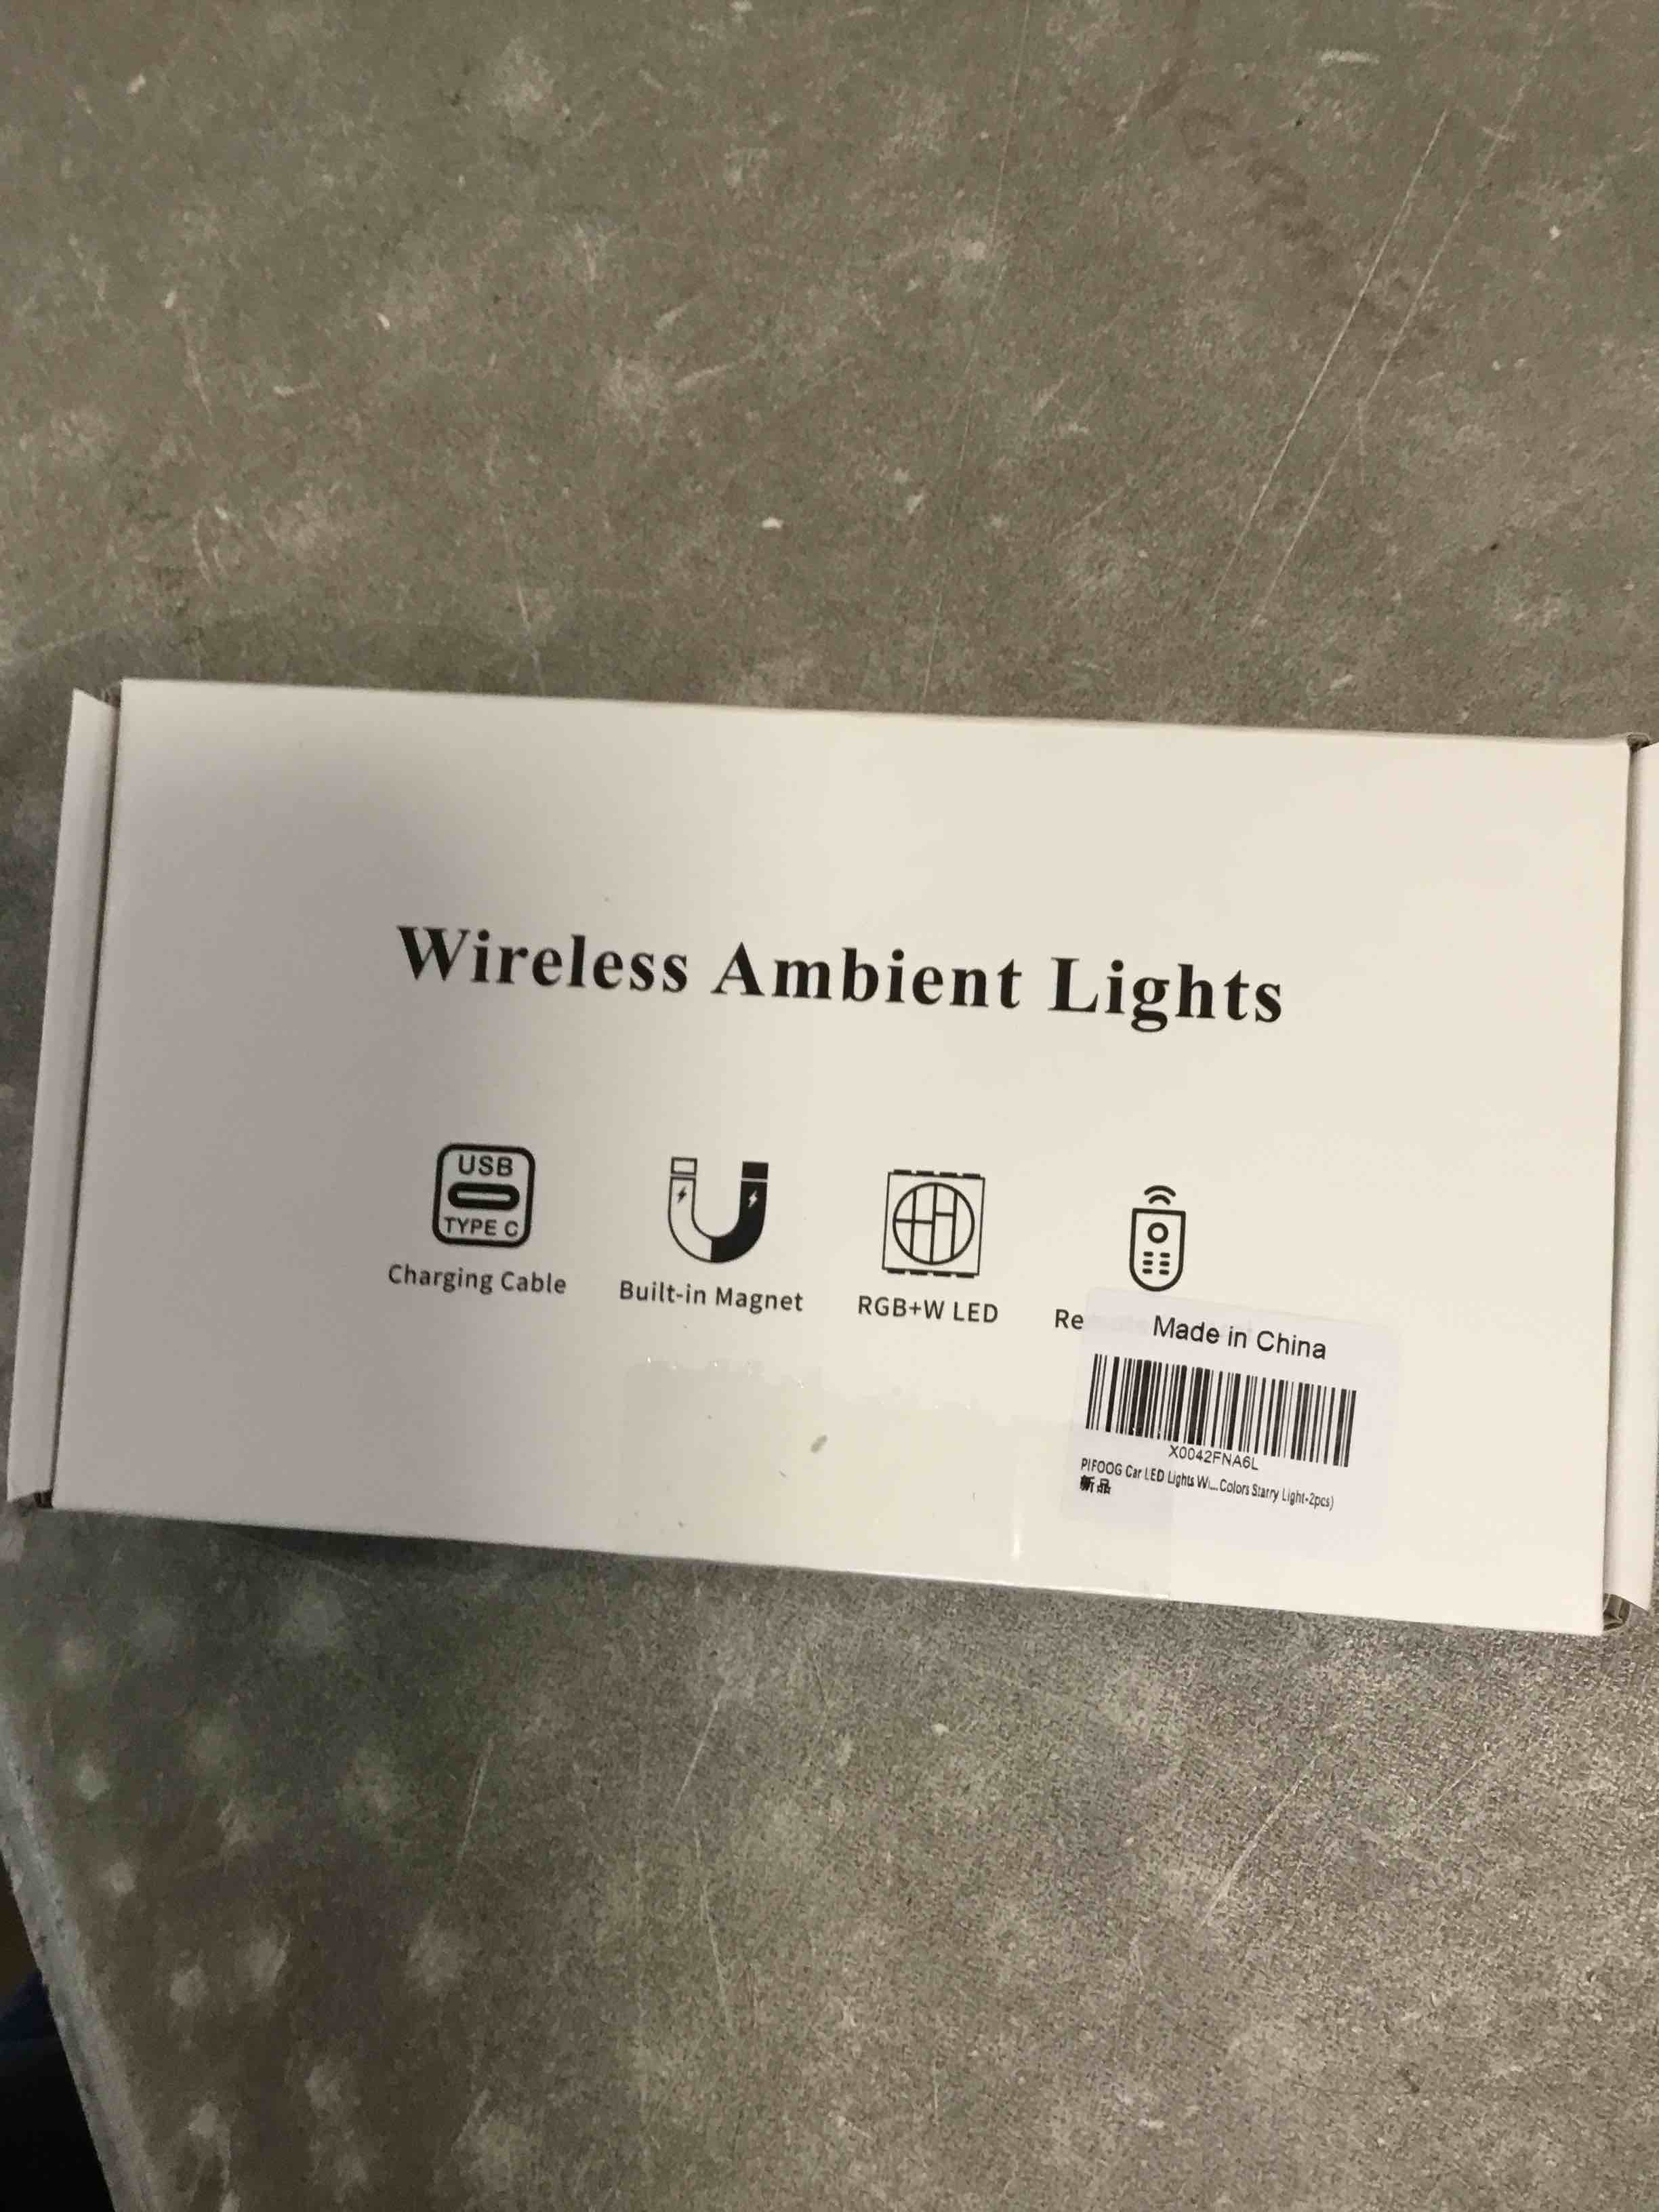 Wireless Ambient Lights
USB
TYPE C
Charging Cable
Built-in Magnet
RGB+W LED
Re
Made in China
X0042FNA6L
PIFOOG Car LED Lights Wi... Colors Starry Light-2pcs)
新品